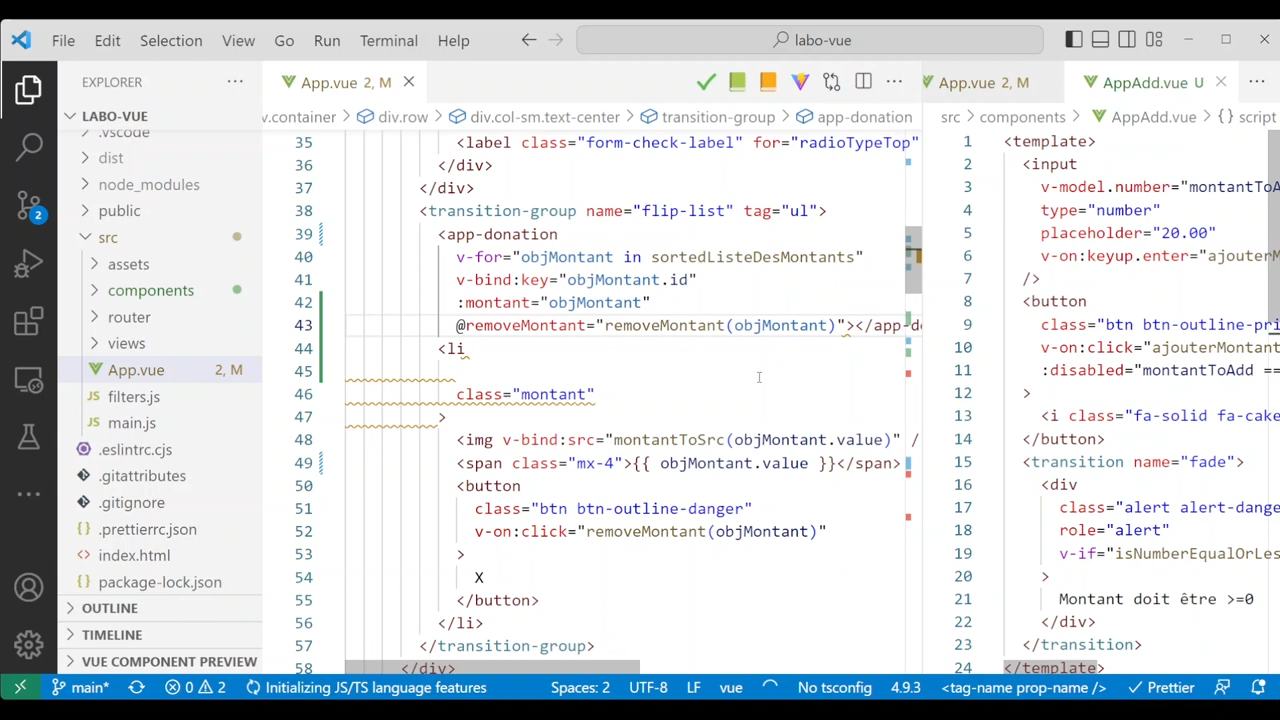 File Edit Selection View Go Run Terminal Help labo-vue
EXPLORER
LABO-VUE
.vscode
dist
node_modules
public
src
assets
components
router
views
App.vue 2, M
filters.js
main.js
.eslintrc.cjs
.gitattributes
.gitignore
.prettierrc.json
index.html
package-lock.json
OUTLINE
TIMELINE
VUE COMPONENT PREVIEW
2
App.vue 2, M
v.container > divrow > div.col-sm.text-center > transition-group > app-donation
35 <label class="form-check-label" for="radioTypeTop"
36 </div>
37 </div>
38 <transition-group name="flip-list" tag="ul">
39 <app-donation
40 v-for="objMontant in sortedListeDesMontants"
41 v-bind:key="objMontant.id"
42 :montant="objMontant"
43 @removeMontant="removeMontant(objMontant)"></app-d
44 <li
45
46 class="montant"
47 >
48 <img v-bind:src="montantToSrc(objMontant.value)" /
49 <span class="mx-4">{{ objMontant.value }}</span>
50 <button
51 class="btn btn-outline-danger"
52 v-on:click="removeMontant(objMontant)"
53 >
54 X
55 </button>
56 </li>
57 </transition-group>
58 </div>
App.vue 2, M AppAdd.vue U
src > components > AppAdd.vue > {} script
1 <template>
2 <input
3 v-model.number="montantToA
4 type="number"
5 placeholder="20.00"
6 v-on:keyup.enter="ajouterM
7 />
8 <button
9 class="btn btn-outline-pri
10 v-on:click="ajouterMontant
11 :disabled="montantToAdd ==
12 >
13 <i class="fa-solid fa-cake
14 </button>
15 <transition name="fade">
16 <div
17 class="alert alert-dange
18 role="alert"
19 v-if="isNumberEqualOrLes
20 >
21 Montant doit être >=0
22 </div>
23 </transition>
24 </template>
main* 0 2 Initializing JS/TS language features Spaces: 2 UTF-8 LF vue No tsconfig 4.9.3 <tag-name prop-name /> Prettier